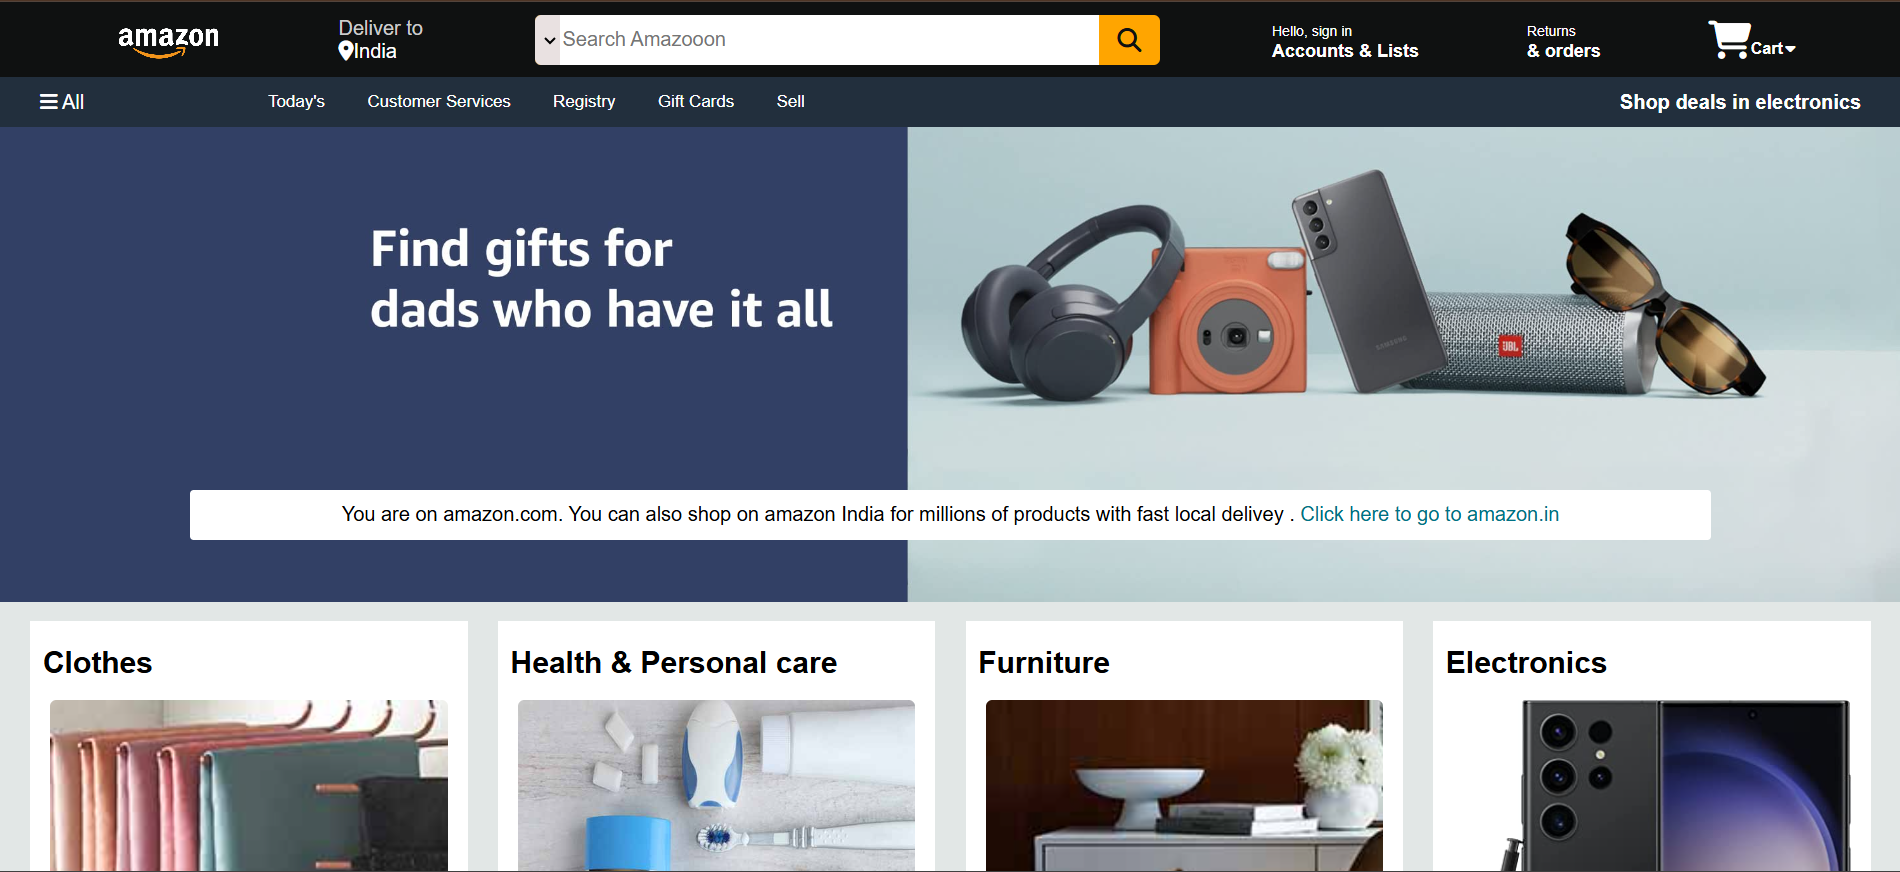 amazon
Deliver to
India
Search Amazooon
Hello, sign in
Accounts & Lists
Returns
& orders
Cart
All
Today's
Customer Services
Registry
Gift Cards
Sell
Shop deals in electronics
Find gifts for
dads who have it all
SAMSUNG
JBL
You are on amazon.com. You can also shop on amazon India for millions of products with fast local delivey . Click here to go to amazon.in
Clothes
Health & Personal care
Furniture
Electronics